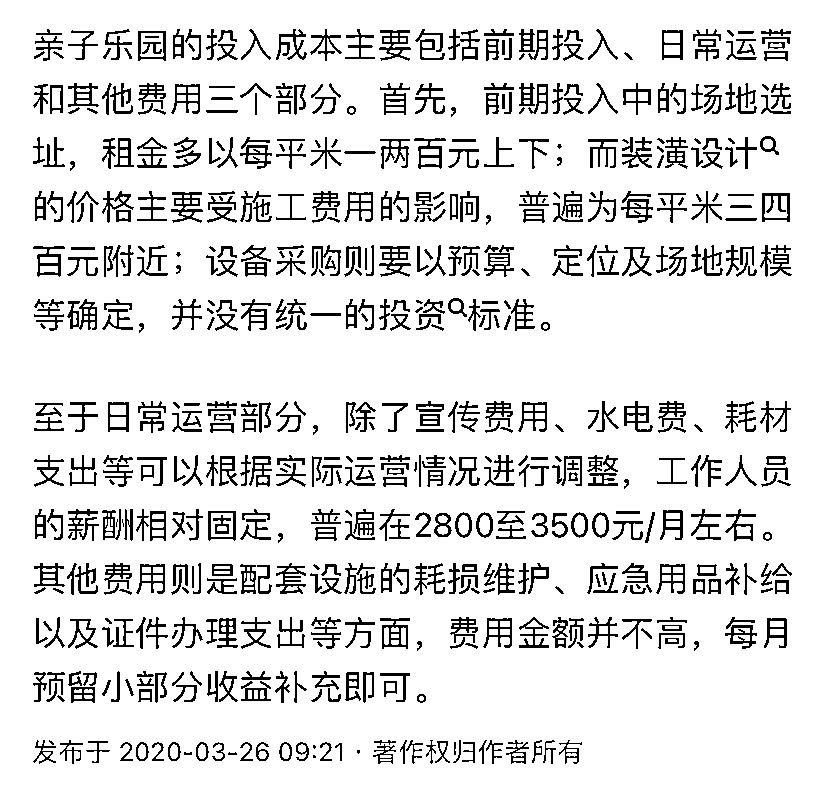 亲子乐园的投入成本主要包括前期投入、日常运营
和其他费用三个部分。首先，前期投入中的场地选
址，租金多以每平米一两百元上下；而装潢设计
的价格主要受施工费用的影响，普遍为每平米三四
百元附近；设备采购则要以预算、定位及场地规模
等确定，并没有统一的投资标准。
至于日常运营部分，除了宣传费用、水电费、耗材
支出等可以根据实际运营情况进行调整，工作人员
的薪酬相对固定，普遍在2800至3500元/月左右。
其他费用则是配套设施的耗损维护、应急用品补给
以及证件办理支出等方面，费用金额并不高，每月
预留小部分收益补充即可。
发布于 2020-03-26 09:21 · 著作权归作者所有